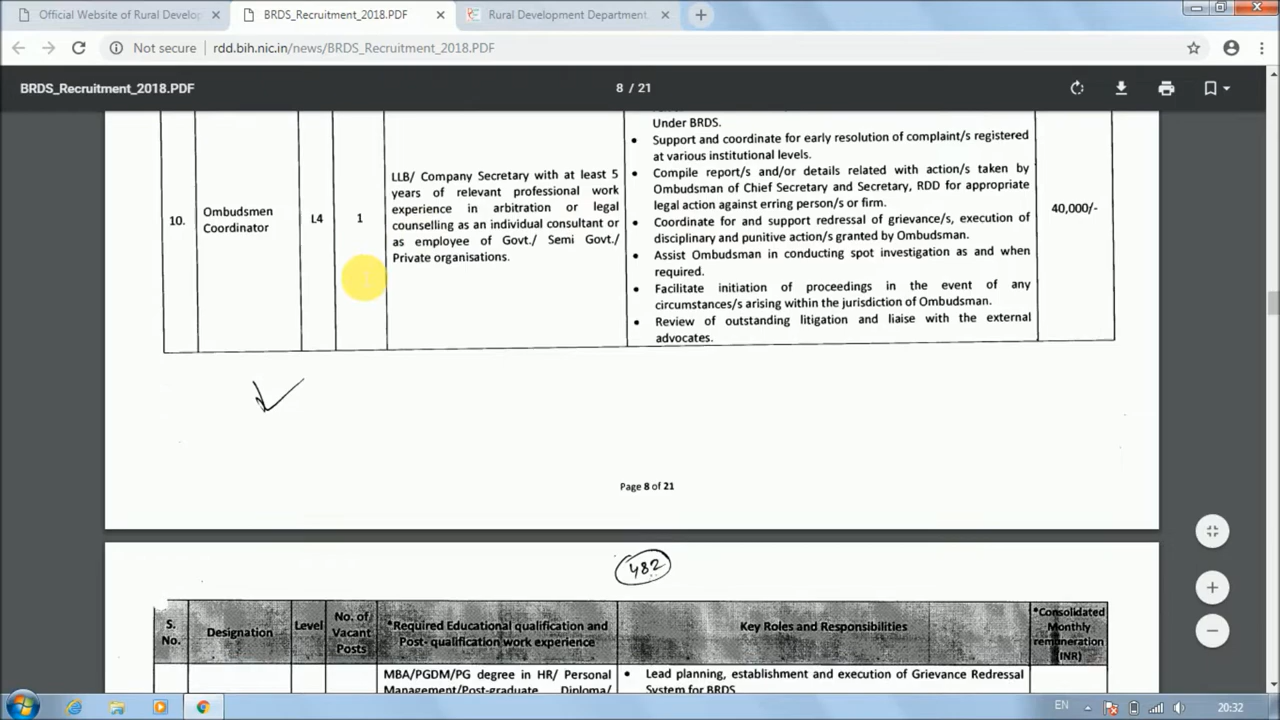 Official Website of Rural Develop
BRDS_Recruitment_2018.PDF
Rural Development Department
Not secure
rdd.bih.nic.in/news/BRDS_Recruitment_2018.PDF
BRDS_Recruitment_2018.PDF
8 / 21
10.
Ombudsmen
Coordinator
L4
1
LLB/ Company Secretary with at least 5
years of relevant professional work
experience in arbitration or legal
counselling as an individual consultant or
as employee of Govt./ Semi Govt./
Private organisations.
Under BRDS.
• Support and coordinate for early resolution of complaint/s registered
at various institutional levels.
• Compile report/s and/or details related with action/s taken by
Ombudsman of Chief Secretary and Secretary, RDD for appropriate
legal action against erring person/s or firm.
• Coordinate for and support redressal of grievance/s, execution of
disciplinary and punitive action/s granted by Ombudsman.
• Assist Ombudsman in conducting spot investigation as and when
required.
• Facilitate initiation of proceedings in the event of any
circumstances/s arising within the jurisdiction of Ombudsman.
• Review of outstanding litigation and liaise with the external
advocates.
40,000/-
Page 8 of 21
482
S.
No.
Designation
Level
No. of
Vacant
Posts
*Required Educational qualification and
Post- qualification work experience
Key Roles and Responsibilities
*Consolidated
Monthly
remuneration
(INR)
MBA/PGDM/PG degree in HR/ Personal
Management/Post-graduate Diploma/
• Lead planning, establishment and execution of Grievance Redressal
System for BRDS
EN
20:32